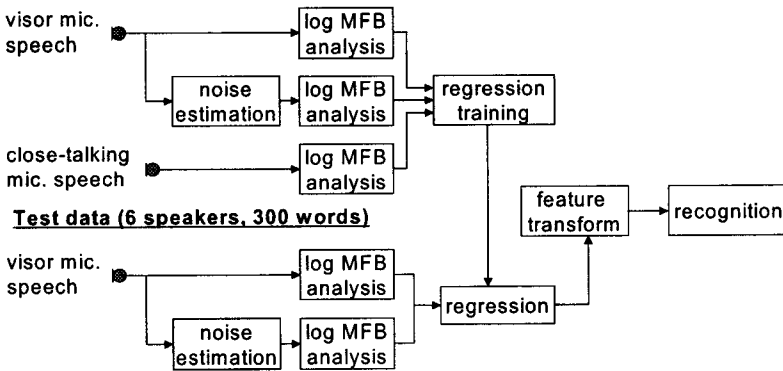 visor mic.
speech
log MFB
analysis
noise
estimation
log MFB
analysis
regression
training
close-talking
mic. speech
log MFB
analysis
Test data (6 speakers, 300 words)
feature
transform
recognition
visor mic.
speech
log MFB
analysis
regression
noise
estimation
log MFB
analysis